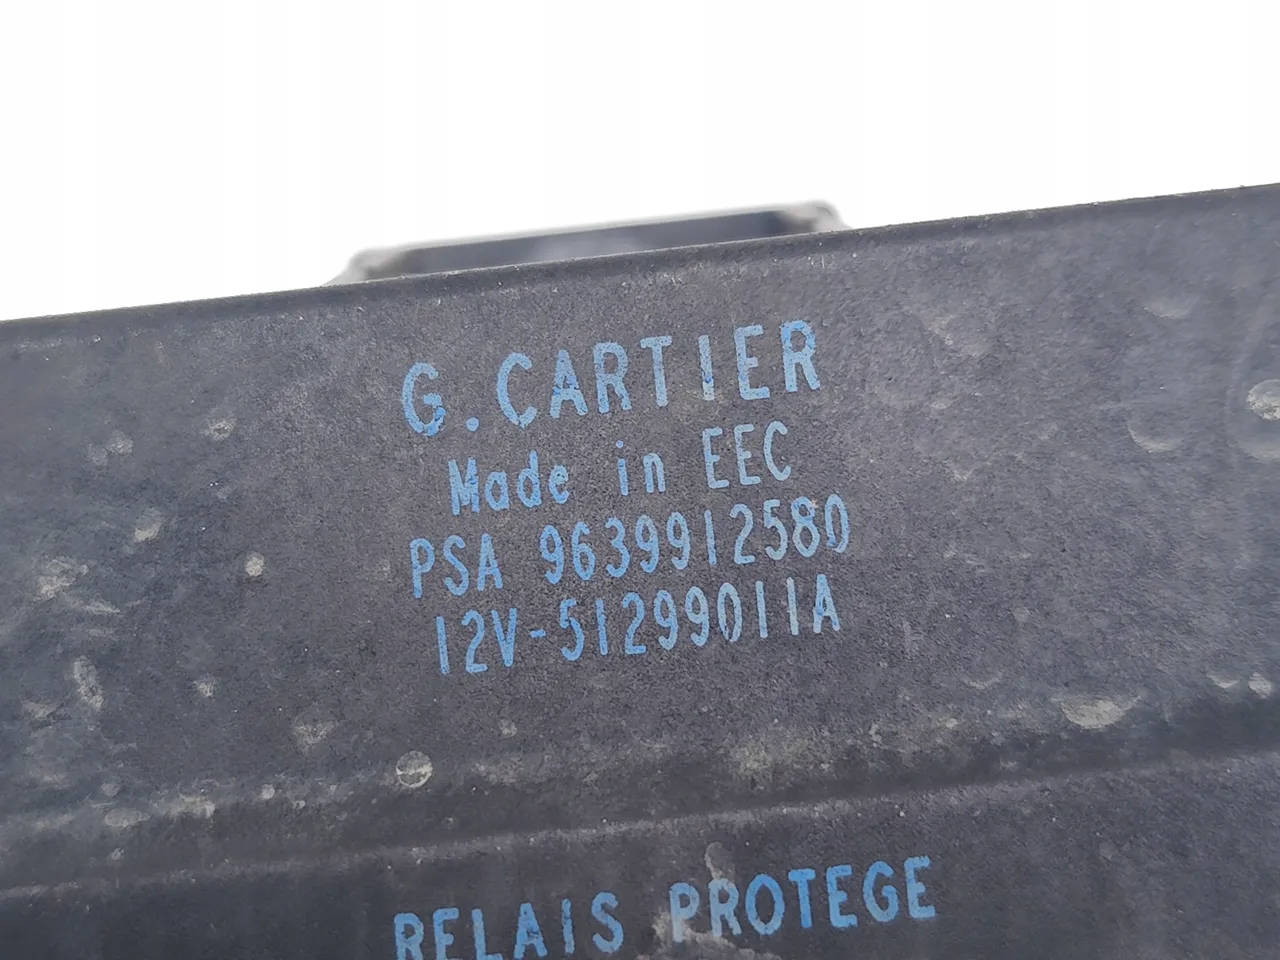 G.CARTIER
Made in EEC
PSA 9639912580
12V-51299011A
RELAIS PROTEGE